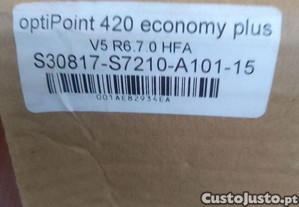 optiPoint 420 economy plus
V5 R6.7.0 HFA
S30817-S7210-A101-15
001AE82934EA
CustoJusto.pt